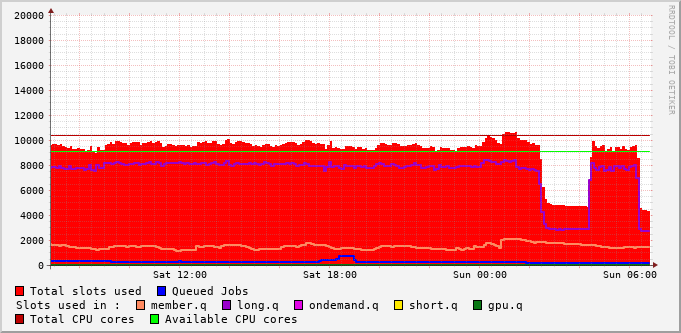 RRDTOOL / TOBI OETIKER
20000
18000
16000
14000
12000
10000
8000
6000
4000
2000
0
Sat 12:00 Sat 18:00 Sun 00:00 Sun 06:00
Total slots used Queued Jobs
Slots used in : member.q long.q ondemand.q short.q gpu.q
Total CPU cores Available CPU cores